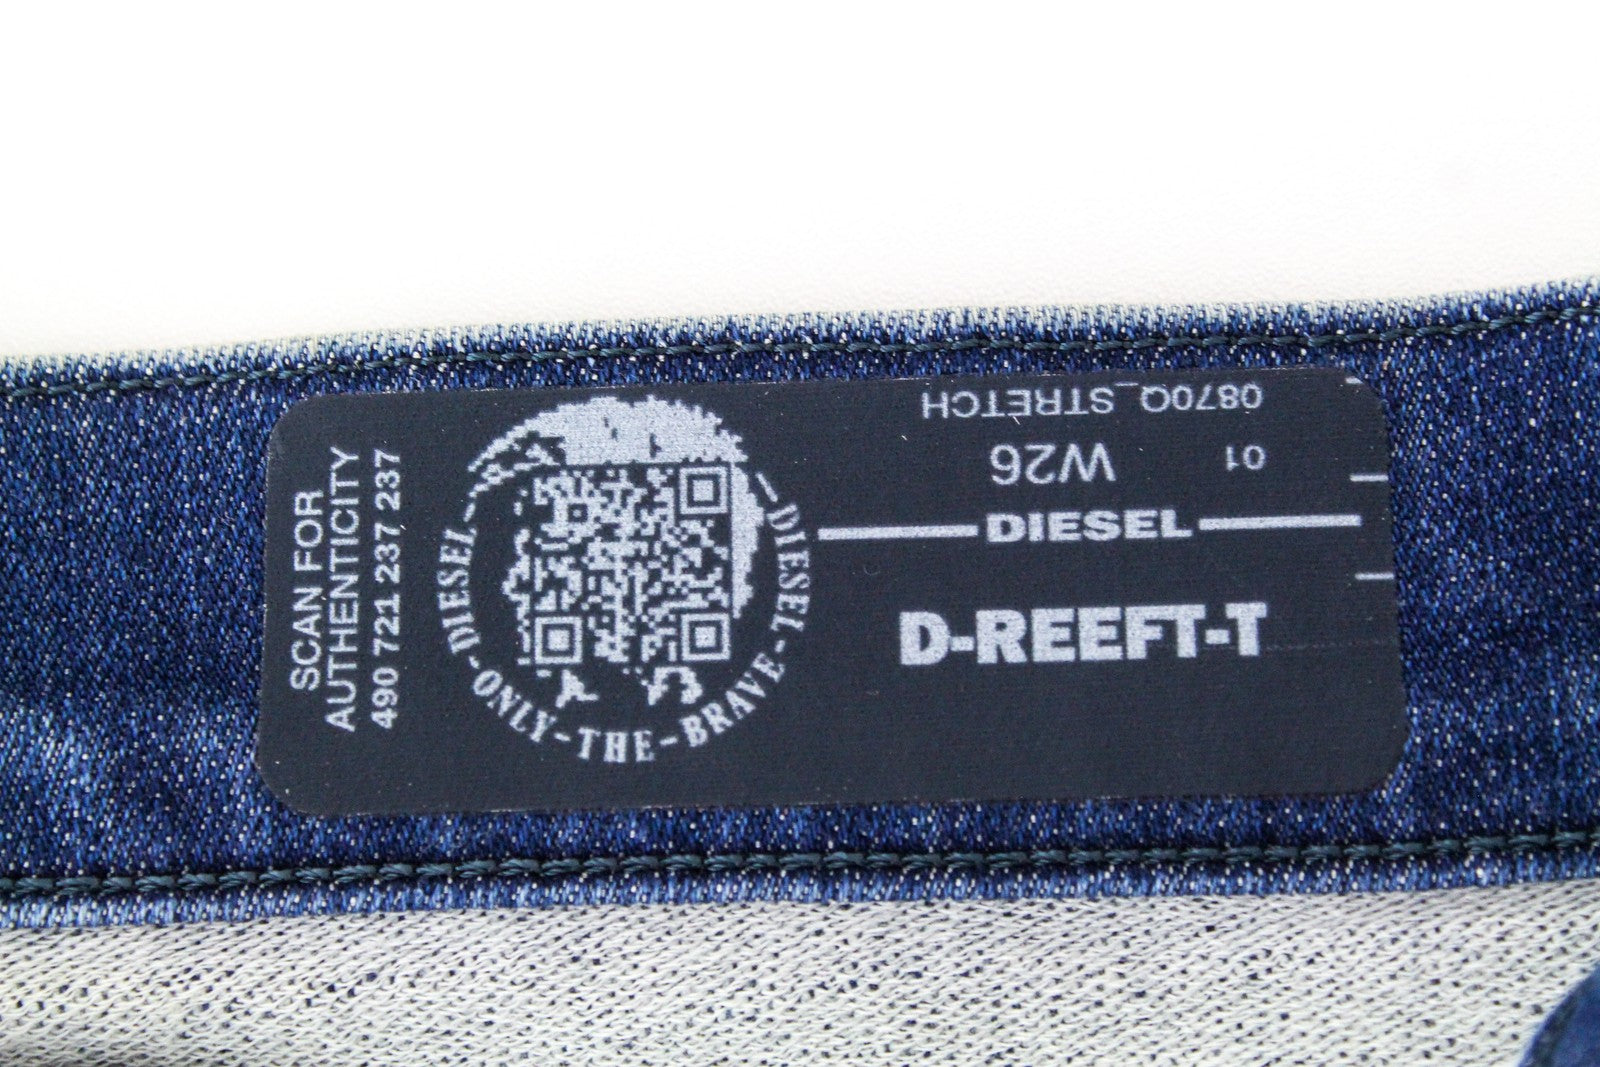 SCAN FOR
AUTHENTICITY
490 721 237 237
DIESEL-ONLY-THE-BRAVE-DIESEL
0870Q_STRETCH
W26 01
DIESEL
D-REEFT-T